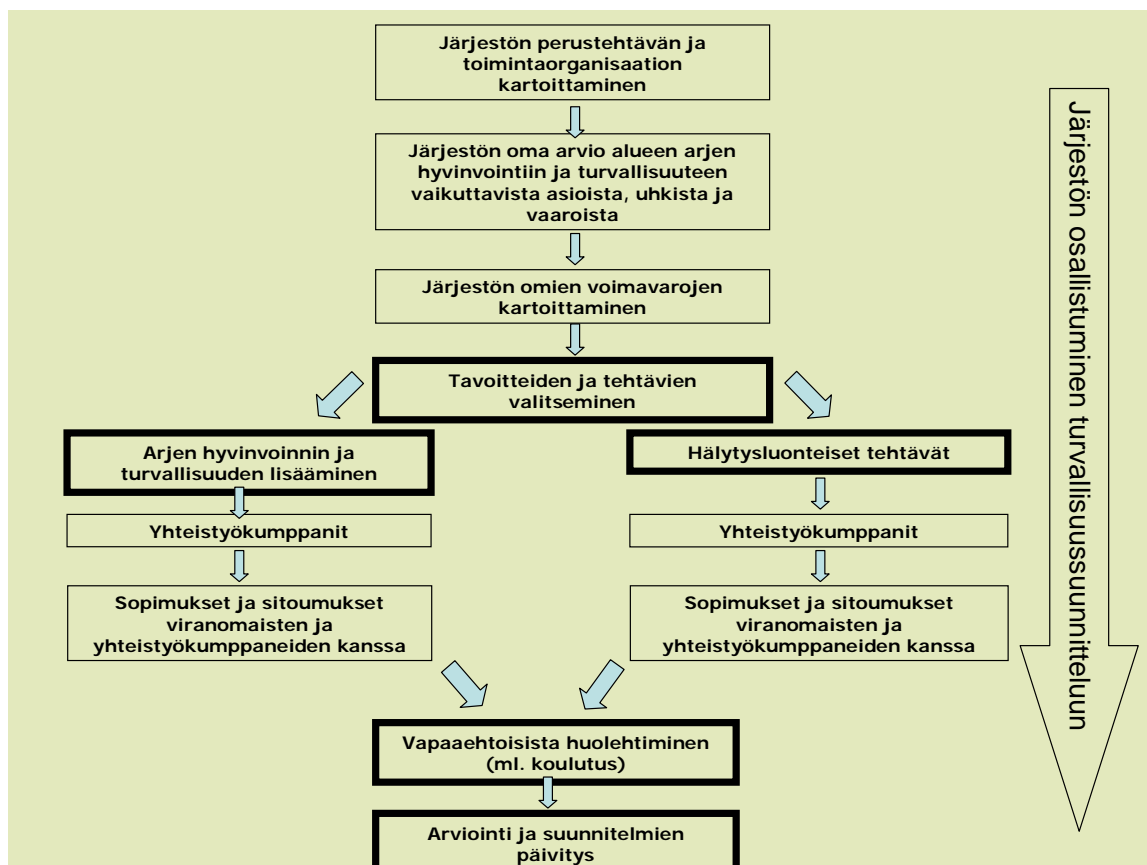 Järjestön perustehtävän ja
toimintaorganisaation
kartoittaminen
Järjestön oma arvio alueen arjen
hyvinvointiin ja turvallisuuteen
vaikuttavista asioista, uhkista ja
vaaroista
Järjestön omien voimavarojen
kartoittaminen
Tavoitteiden ja tehtävien
valitseminen
Arjen hyvinvoinnin ja
turvallisuuden lisääminen
Yhteistyökumppanit
Sopimukset ja sitoumukset
viranomaisten ja
yhteistyökumppaneiden kanssa
Hälytysluonteiset tehtävät
Yhteistyökumppanit
Sopimukset ja sitoumukset
viranomaisten ja
yhteistyökumppaneiden kanssa
Vapaaehtoisista huolehtiminen
(ml. koulutus)
Arviointi ja suunnitelmien
päivitys
Järjestön osallistuminen turvallisuussuunnitteluun